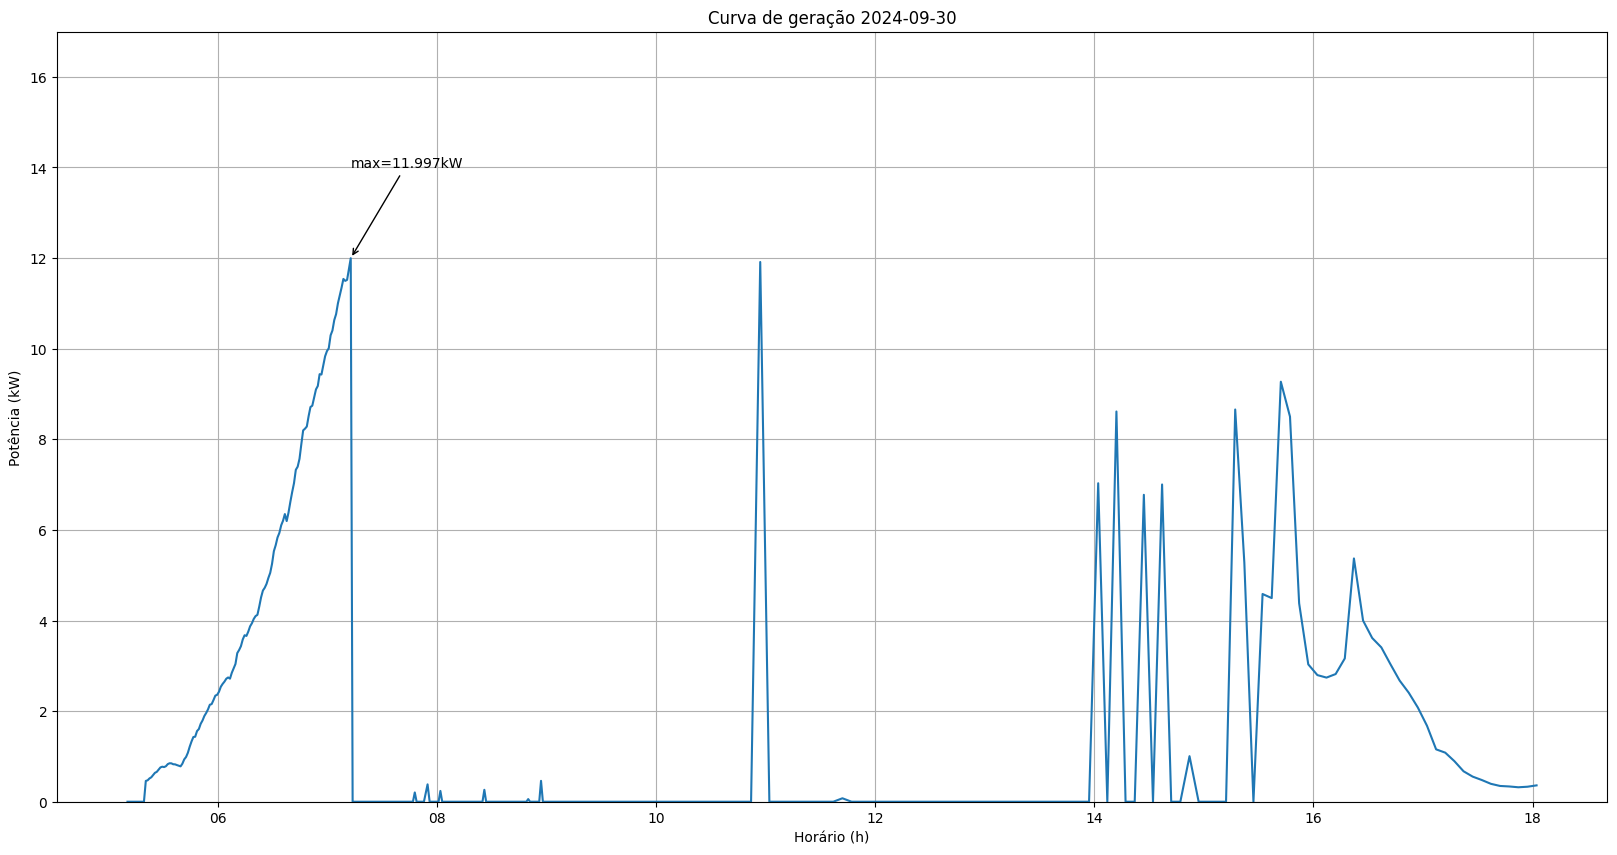 Curva de geração 2024-09-30
16
14
12
10
8
6
4
2
0
max=11.997kW
Potência (kW)
06 08 10 12 14 16 18
Horário (h)